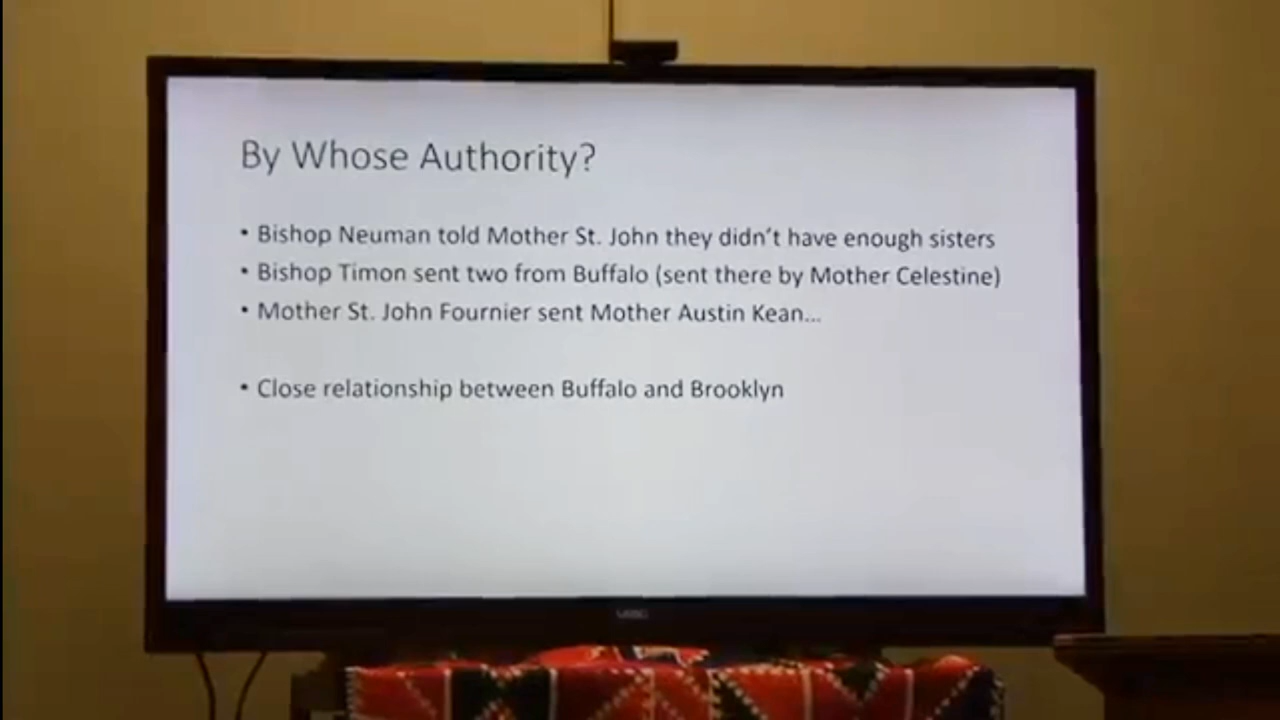 By Whose Authority?
• Bishop Neuman told Mother St. John they didn't have enough sisters
• Bishop Timon sent two from Buffalo (sent there by Mother Celestine)
• Mother St. John Fournier sent Mother Austin Kean...
• Close relationship between Buffalo and Brooklyn